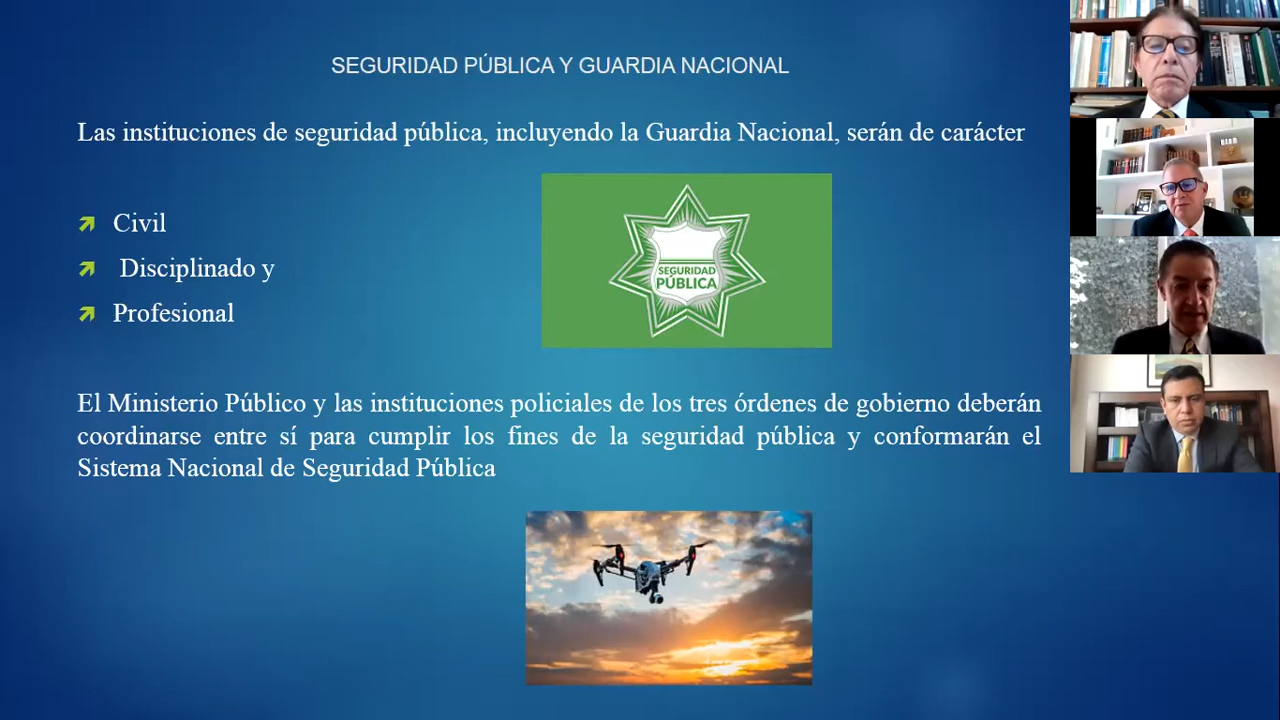 SEGURIDAD PÚBLICA Y GUARDIA NACIONAL
Las instituciones de seguridad pública, incluyendo la Guardia Nacional, serán de carácter
Civil
Disciplinado y
Profesional
SEGURIDAD
PÚBLICA
El Ministerio Público y las instituciones policiales de los tres órdenes de gobierno deberán
coordinarse entre sí para cumplir los fines de la seguridad pública y conformarán el
Sistema Nacional de Seguridad Pública